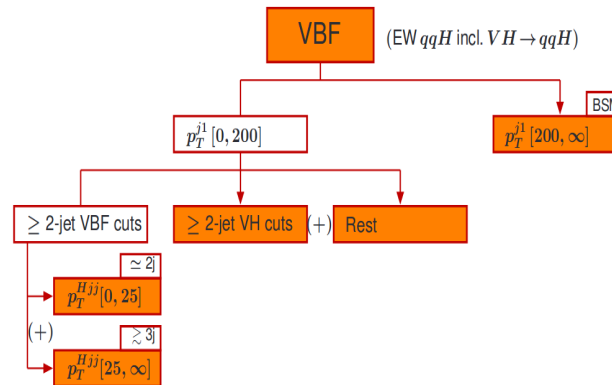 VBF (EW qqH incl. VH → qqH)
BSM
p_T^{j1} [0, 200] p_T^{j1} [200, ∞]
≥ 2-jet VBF cuts ≥ 2-jet VH cuts (+) Rest
≃ 2j
p_T^{Hjj} [0, 25]
(+) ≳ 3j
p_T^{Hjj} [25, ∞]